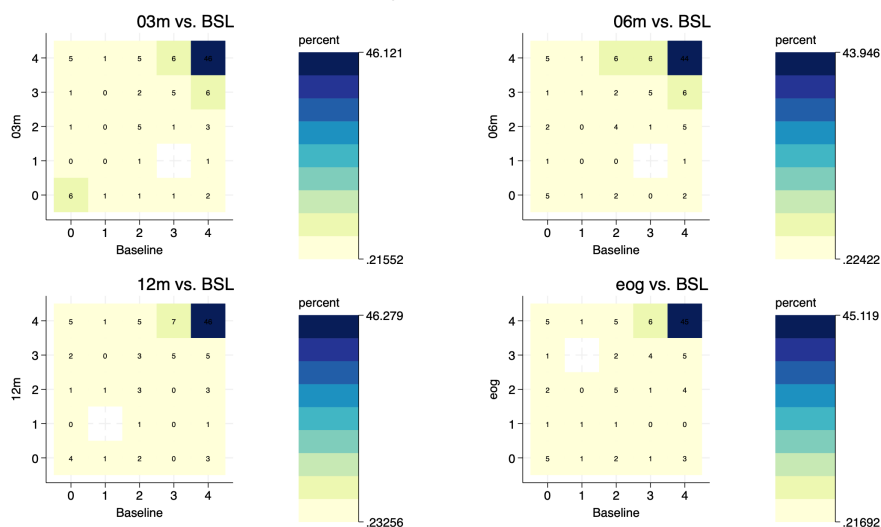 03m vs. BSL
percent
46.121
4 5 1 5 6 46
3 1 0 2 5 6
2 1 0 5 1 3
1 0 0 1 1
0 6 1 1 1 2
03m
0 1 2 3 4
Baseline
.21552
06m vs. BSL
percent
43.946
4 5 1 6 6 44
3 1 1 2 5 6
2 2 0 4 1 5
1 1 0 0 1
0 5 1 2 0 2
06m
0 1 2 3 4
Baseline
.22422
12m vs. BSL
percent
46.279
4 5 1 5 7 46
3 2 0 3 5 5
2 1 1 3 0 3
1 0 1 0 1
0 4 1 2 0 3
12m
0 1 2 3 4
Baseline
.23256
eog vs. BSL
percent
45.119
4 5 1 5 6 45
3 1 2 4 5
2 2 0 5 1 4
1 1 1 1 0 0
0 5 1 2 1 3
eog
0 1 2 3 4
Baseline
.21692